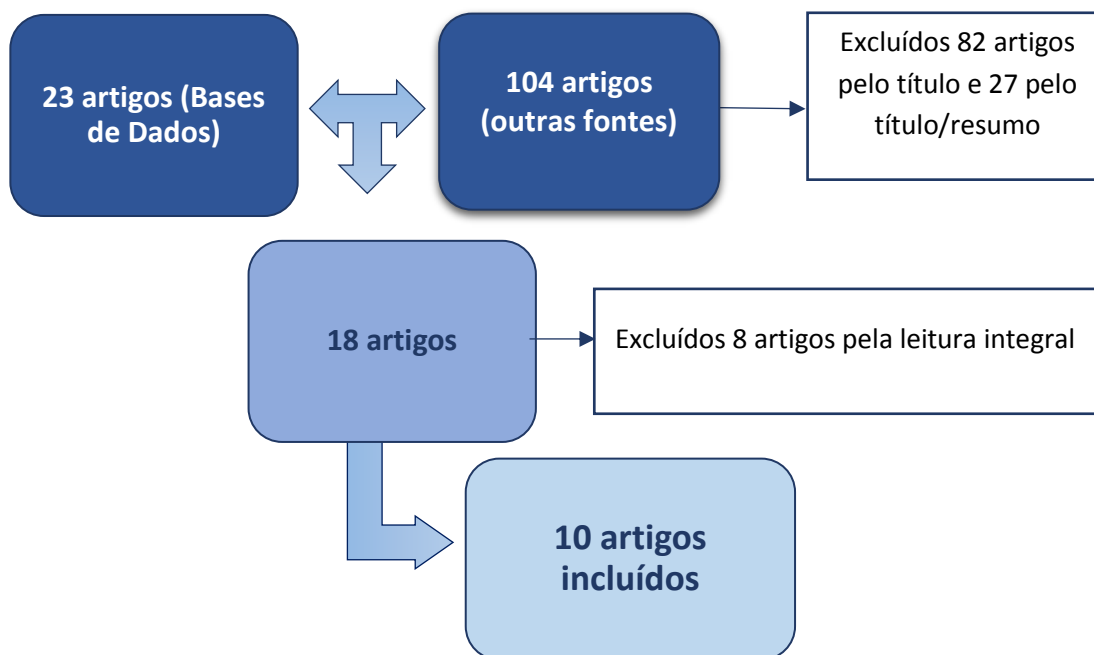 23 artigos (Bases
de Dados)
104 artigos
(outras fontes)
Excluídos 82 artigos
pelo título e 27 pelo
título/resumo
18 artigos
Excluídos 8 artigos pela leitura integral
10 artigos
incluídos